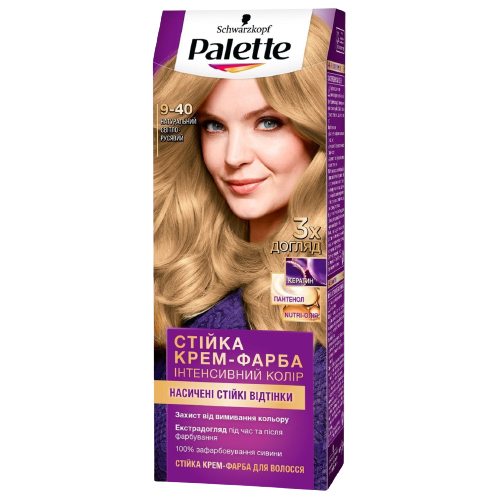 Schwarzkopf
Palette
9-40
НАТУРАЛЬНИЙ
СВІТЛО-
РУСЯВИЙ
3x
ДОГЛЯД
КЕРАТИН
ПАНТЕНОЛ
NUTRI-ОЛІЯ
СТІЙКА
КРЕМ-ФАРБА
ІНТЕНСИВНИЙ КОЛІР
НАСИЧЕНІ СТІЙКІ ВІДТІНКИ
Захист від вимивання кольору
Екстрадогляд під час та після
фарбування
100% зафарбовування сивини
СТІЙКА КРЕМ-ФАРБА ДЛЯ ВОЛОССЯ